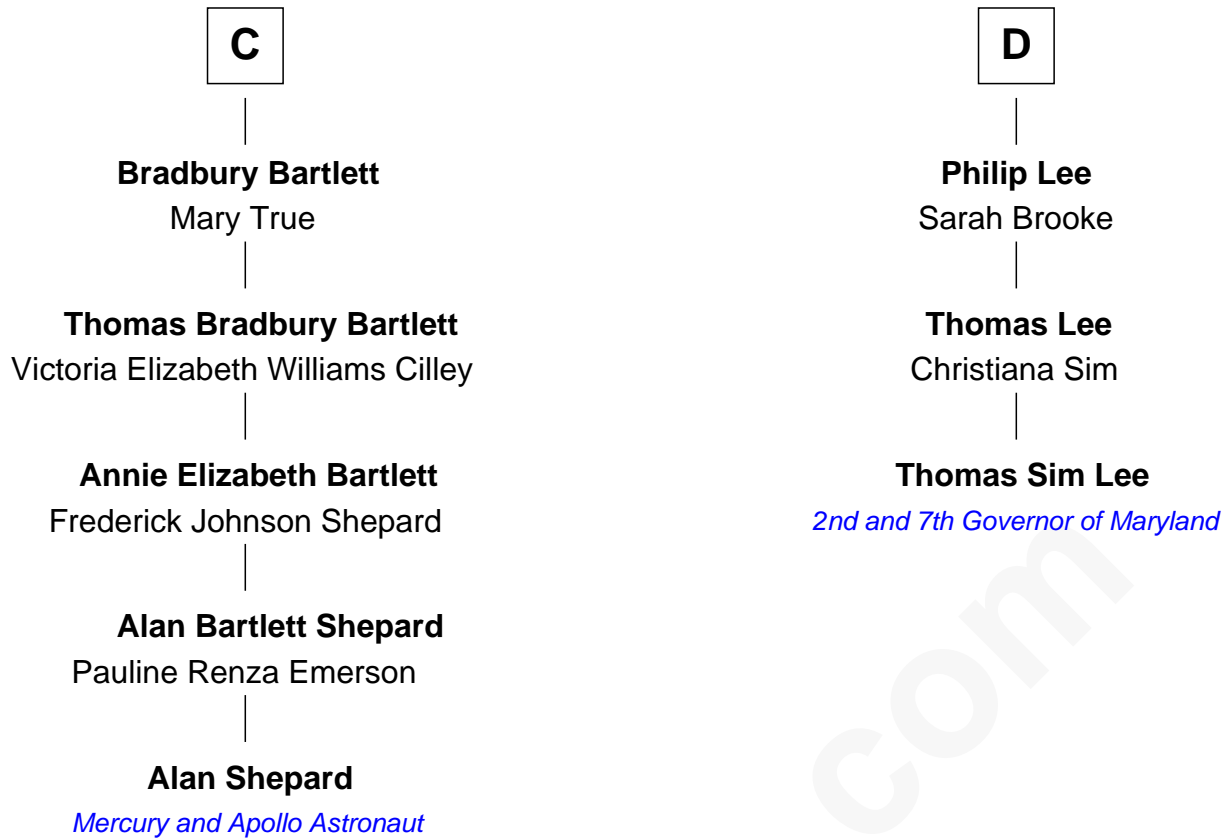 C
Bradbury Bartlett
Mary True
Thomas Bradbury Bartlett
Victoria Elizabeth Williams Cilley
Annie Elizabeth Bartlett
Frederick Johnson Shepard
Alan Bartlett Shepard
Pauline Renza Emerson
Alan Shepard
Mercury and Apollo Astronaut
D
Philip Lee
Sarah Brooke
Thomas Lee
Christiana Sim
Thomas Sim Lee
2nd and 7th Governor of Maryland
com